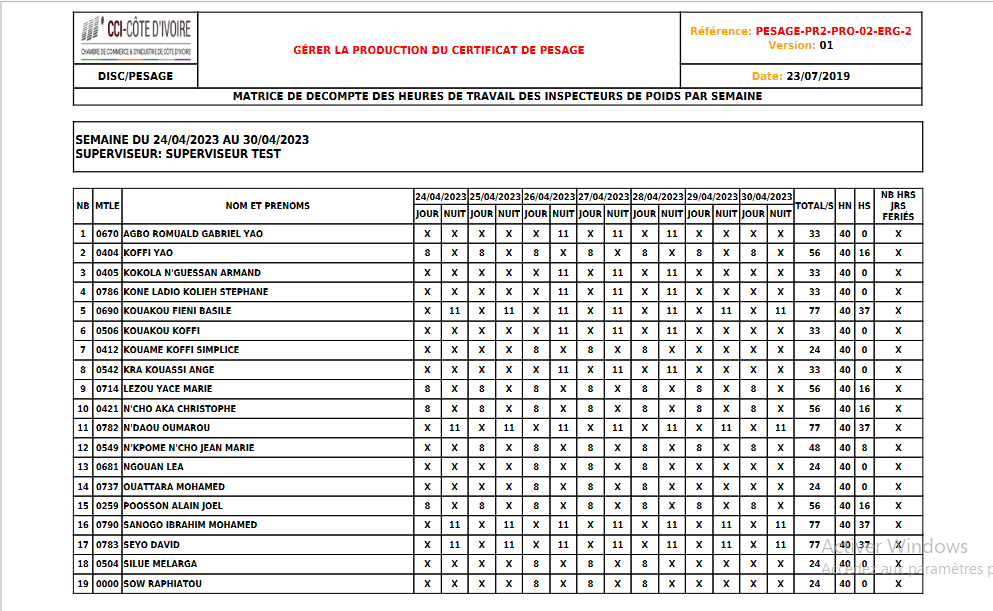 CCI-CÔTE D'IVOIRE
CHAMBRE DE COMMERCE & D'INDUSTRIE DE CÔTE D'IVOIRE
DISC/PESAGE
GÉRER LA PRODUCTION DU CERTIFICAT DE PESAGE
Référence: PESAGE-PR2-PRO-02-ERG-2
Version: 01
Date: 23/07/2019
MATRICE DE DECOMPTE DES HEURES DE TRAVAIL DES INSPECTEURS DE POIDS PAR SEMAINE
SEMAINE DU 24/04/2023 AU 30/04/2023
SUPERVISEUR: SUPERVISEUR TEST
NB MTLE NOM ET PRENOMS 24/04/2023 25/04/2023 26/04/2023 27/04/2023 28/04/2023 29/04/2023 30/04/2023 TOTAL/S HN HS NB HRS JRS FERIÉS
JOUR NUIT JOUR NUIT JOUR NUIT JOUR NUIT JOUR NUIT JOUR NUIT JOUR NUIT
1 0670 AGBO ROMUALD GABRIEL YAO X X X X X 11 X 11 X 11 X X X X 33 40 0 X
2 0404 KOFFI YAO 8 X 8 X 8 X 8 X 8 X 8 X 8 X 56 40 16 X
3 0405 KOKOLA N'GUESSAN ARMAND X X X X X 11 X 11 X 11 X X X X 33 40 0 X
4 0786 KONE LADIO KOLIEH STEPHANE X X X X X 11 X 11 X 11 X X X X 33 40 0 X
5 0690 KOUAKOU FIENI BASILE X 11 X 11 X 11 X 11 X 11 X 11 X 11 77 40 37 X
6 0506 KOUAKOU KOFFI X X X X X 11 X 11 X 11 X X X X 33 40 0 X
7 0412 KOUAME KOFFI SIMPLICE X X X X 8 X 8 X 8 X X X X X 24 40 0 X
8 0542 KRA KOUASSI ANGE X X X X X 11 X 11 X 11 X X X X 33 40 0 X
9 0714 LEZOU YACE MARIE 8 X 8 X 8 X 8 X 8 X 8 X 8 X 56 40 16 X
10 0421 N'CHO AKA CHRISTOPHE 8 X 8 X 8 X 8 X 8 X 8 X 8 X 56 40 16 X
11 0782 N'DAOU OUMAROU X 11 X 11 X 11 X 11 X 11 X 11 X 11 77 40 37 X
12 0549 N'KPOME N'CHO JEAN MARIE X X 8 X 8 X 8 X 8 X 8 X 8 X 48 40 8 X
13 0681 NGOUAN LEA X X X X 8 X 8 X 8 X X X X X 24 40 0 X
14 0737 OUATTARA MOHAMED X X X X 8 X 8 X 8 X X X X X 24 40 0 X
15 0259 POOSSON ALAIN JOEL 8 X 8 X 8 X 8 X 8 X 8 X 8 X 56 40 16 X
16 0790 SANOGO IBRAHIM MOHAMED X 11 X 11 X 11 X 11 X 11 X 11 X 11 77 40 37 X
17 0783 SEYO DAVID X 11 X 11 X 11 X 11 X 11 X 11 X 11 77 40 37 X
18 0504 SILUE MELARGA X X X X 8 X 8 X 8 X X X X X 24 40 0 X
19 0000 SOW RAPHIATOU X X X X 8 X 8 X 8 X X X X X 24 40 0 X
Activer Windows
Accédez aux paramètres p